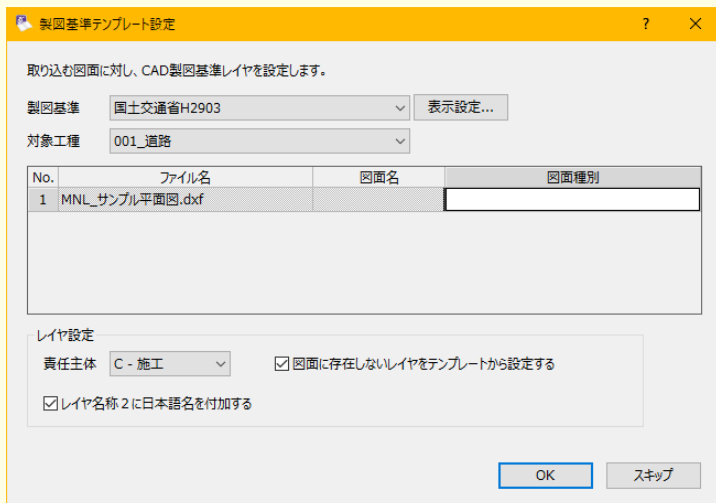 製図基準テンプレート設定
取り込む図面に対し、CAD製図基準レイヤを設定します。
製図基準 国土交通省H2903 表示設定...
対象工種 001_道路
No. ファイル名 図面名 図面種別
1 MNL_サンプル平面図.dxf
レイヤ設定
責任主体 C - 施工 図面に存在しないレイヤをテンプレートから設定する
レイヤ名称2に日本語名を付加する
OK スキップ